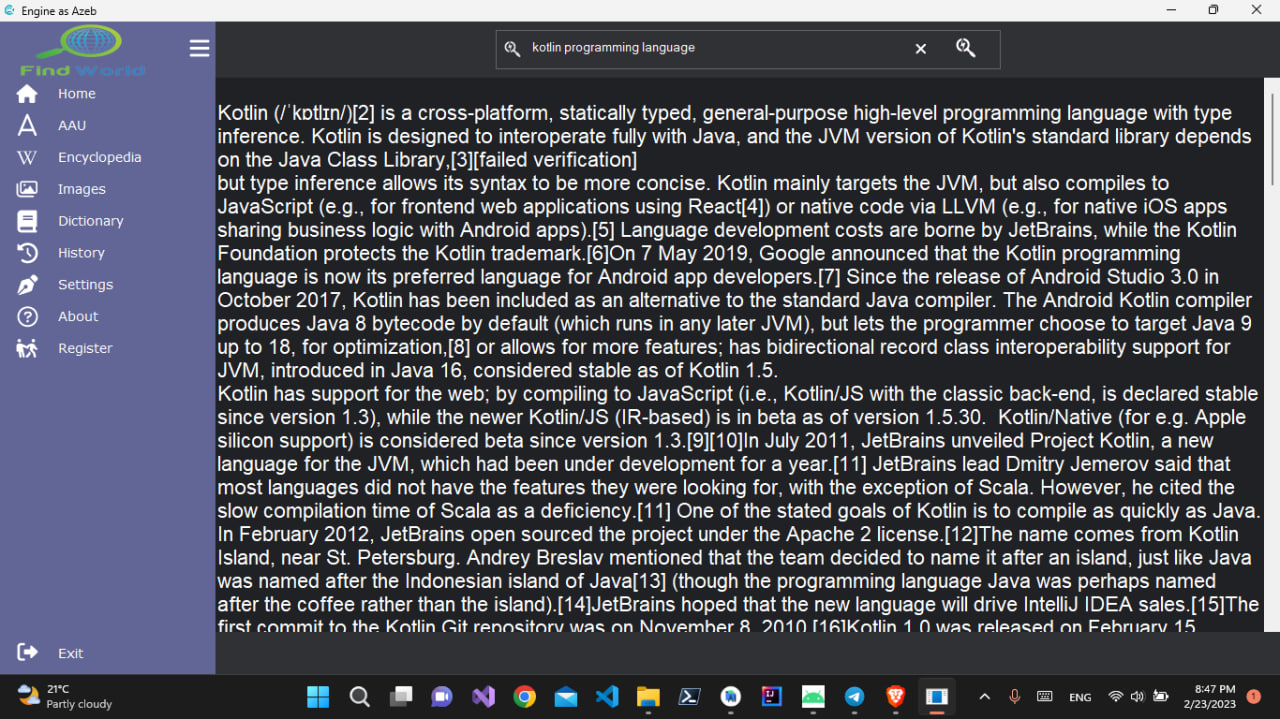 Engine as Azeb
Find World
kotlin programming language
Home
AAU
Encyclopedia
Images
Dictionary
History
Settings
About
Register
Exit
Kotlin (/ˈkɒtlɪn/)[2] is a cross-platform, statically typed, general-purpose high-level programming language with type
inference. Kotlin is designed to interoperate fully with Java, and the JVM version of Kotlin's standard library depends
on the Java Class Library,[3][failed verification]
but type inference allows its syntax to be more concise. Kotlin mainly targets the JVM, but also compiles to
JavaScript (e.g., for frontend web applications using React[4]) or native code via LLVM (e.g., for native iOS apps
sharing business logic with Android apps).[5] Language development costs are borne by JetBrains, while the Kotlin
Foundation protects the Kotlin trademark.[6]On 7 May 2019, Google announced that the Kotlin programming
language is now its preferred language for Android app developers.[7] Since the release of Android Studio 3.0 in
October 2017, Kotlin has been included as an alternative to the standard Java compiler. The Android Kotlin compiler
produces Java 8 bytecode by default (which runs in any later JVM), but lets the programmer choose to target Java 9
up to 18, for optimization,[8] or allows for more features; has bidirectional record class interoperability support for
JVM, introduced in Java 16, considered stable as of Kotlin 1.5.
Kotlin has support for the web; by compiling to JavaScript (i.e., Kotlin/JS with the classic back-end, is declared stable
since version 1.3), while the newer Kotlin/JS (IR-based) is in beta as of version 1.5.30.  Kotlin/Native (for e.g. Apple
silicon support) is considered beta since version 1.3.[9][10]In July 2011, JetBrains unveiled Project Kotlin, a new
language for the JVM, which had been under development for a year.[11] JetBrains lead Dmitry Jemerov said that
most languages did not have the features they were looking for, with the exception of Scala. However, he cited the
slow compilation time of Scala as a deficiency.[11] One of the stated goals of Kotlin is to compile as quickly as Java.
In February 2012, JetBrains open sourced the project under the Apache 2 license.[12]The name comes from Kotlin
Island, near St. Petersburg. Andrey Breslav mentioned that the team decided to name it after an island, just like Java
was named after the Indonesian island of Java[13] (though the programming language Java was perhaps named
after the coffee rather than the island).[14]JetBrains hoped that the new language will drive IntelliJ IDEA sales.[15]The
first commit to the Kotlin Git repository was on November 8, 2010.[16]Kotlin 1.0 was released on February 15,
21°C
Partly cloudy
ENG
8:47 PM
2/23/2023
1